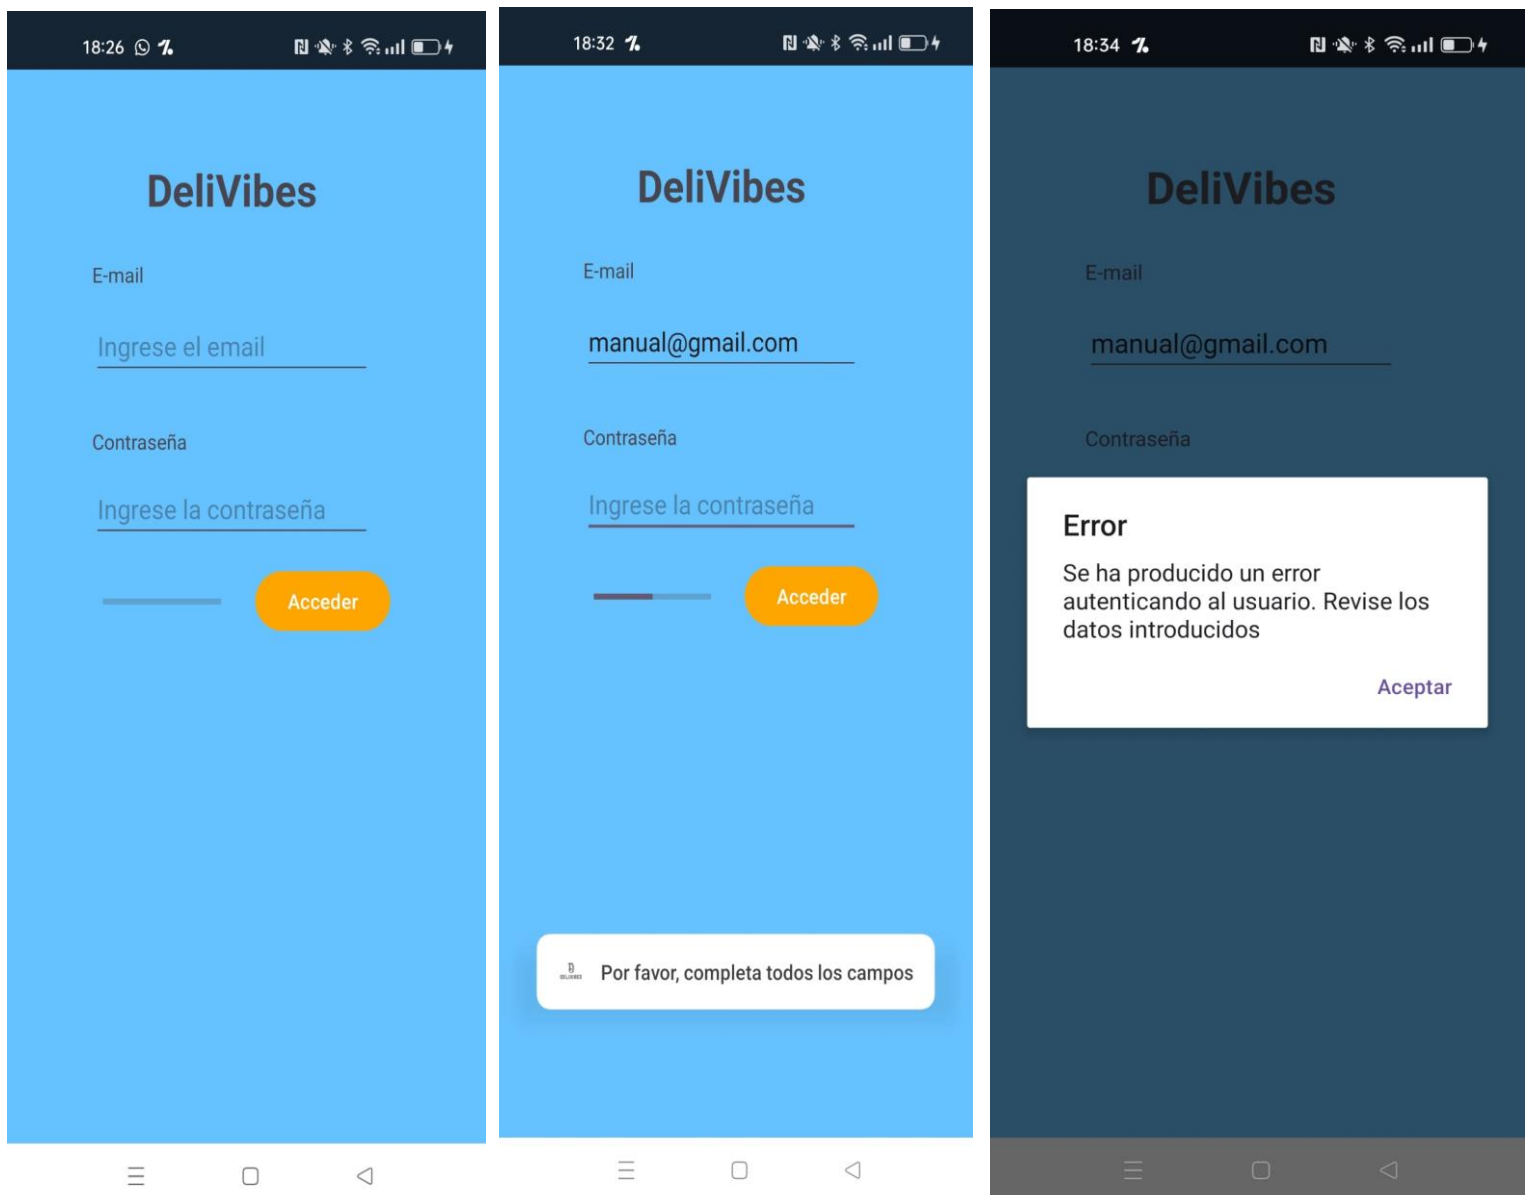 18:26
DeliVibes
E-mail
Ingrese el email
Contraseña
Ingrese la contraseña
Acceder
18:32
DeliVibes
E-mail
manual@gmail.com
Contraseña
Ingrese la contraseña
Acceder
Por favor, completa todos los campos
18:34
DeliVibes
E-mail
manual@gmail.com
Contraseña
Error
Se ha producido un error
autenticando al usuario. Revise los
datos introducidos
Aceptar